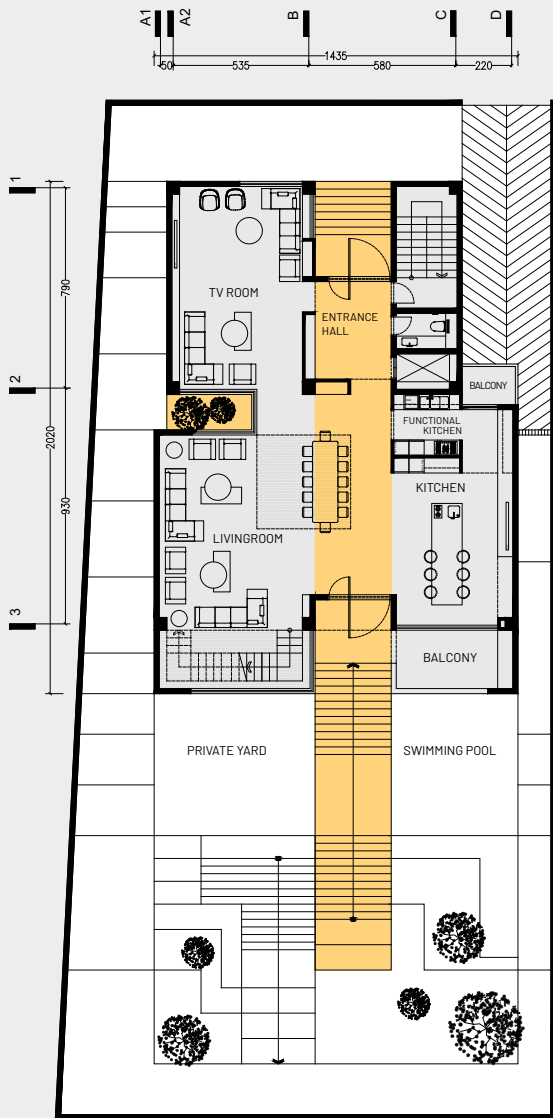 A1
A2
B
C
D
1435
50
535
580
220
1
790
TV ROOM
ENTRANCE
HALL
2
BALCONY
FUNCTIONAL
KITCHEN
2020
930
KITCHEN
LIVINGROOM
3
BALCONY
PRIVATE YARD
SWIMMING POOL